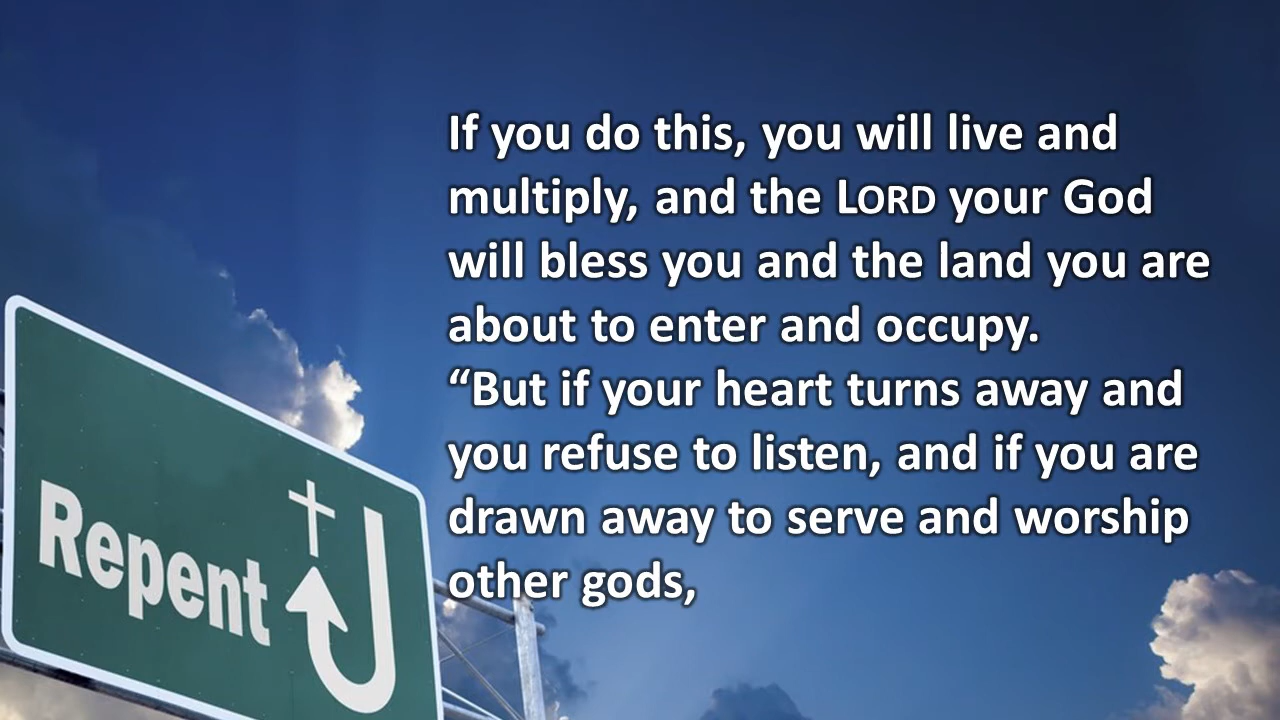 If you do this, you will live and
multiply, and the LORD your God
will bless you and the land you are
about to enter and occupy.
“But if your heart turns away and
you refuse to listen, and if you are
drawn away to serve and worship
other gods,
Repent